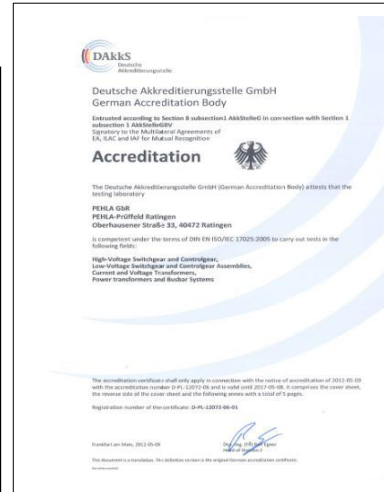 DAkkS
Deutsche
Akkreditierungsstelle
Deutsche Akkreditierungsstelle GmbH
German Accreditation Body
Entrusted according to Section 8 subsection1 AkkStelleG in connection with Section 1
subsection 1 AkkStelleGBV
Signatory to the Multilateral Agreements of
EA, ILAC and IAF for Mutual Recognition
Accreditation
The Deutsche Akkreditierungsstelle GmbH (German Accreditation Body) attests that the
testing laboratory
PEHLA GbR
PEHLA-Prüffeld Ratingen
Oberhausener Straße 33, 40472 Ratingen
is competent under the terms of DIN EN ISO/IEC 17025:2005 to carry out tests in the
following fields:
High-Voltage Switchgear and Controlgear,
Low-Voltage Switchgear and Controlgear Assemblies,
Current and Voltage Transformers,
Power transformers and Busbar Systems
The accreditation certificate shall only apply in connection with the notice of accreditation of 2012-05-09
with the accreditation number D-PL-12072-06 and is valid until 2017-05-08. It comprises the cover sheet,
the reverse side of the cover sheet and the following annex with a total of 5 pages.
Registration number of the certificate: D-PL-12072-06-01
Frankfurt am Main, 2012-05-09
Egner
Head of
This document is a translation. The definitive version is the original German accreditation certificate.